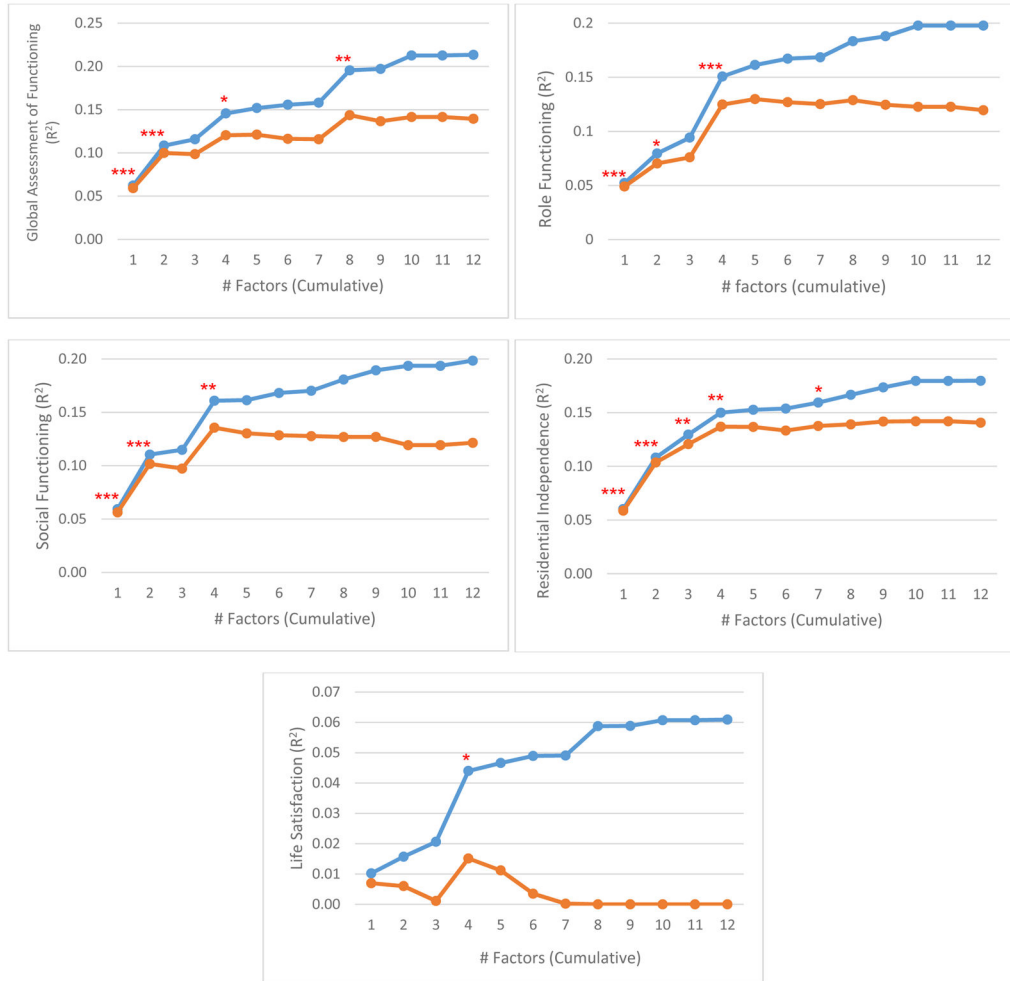 Global Assessment of Functioning
(R²)
0.25
0.20
0.15
0.10
0.05
0.00
***
***
*
**
1 2 3 4 5 6 7 8 9 10 11 12
# Factors (Cumulative)
Role Functioning (R²)
0.2
0.15
0.1
0.05
0
***
*
***
1 2 3 4 5 6 7 8 9 10 11 12
# factors (cumulative)
Social Functioning (R²)
0.20
0.15
0.10
0.05
0.00
***
***
**
1 2 3 4 5 6 7 8 9 10 11 12
# Factors (Cumulative)
Residential Independence (R²)
0.20
0.15
0.10
0.05
0.00
***
***
**
**
*
1 2 3 4 5 6 7 8 9 10 11 12
# Factors (Cumulative)
Life Satisfaction (R²)
0.07
0.06
0.05
0.04
0.03
0.02
0.01
0.00
*
1 2 3 4 5 6 7 8 9 10 11 12
# Factors (Cumulative)